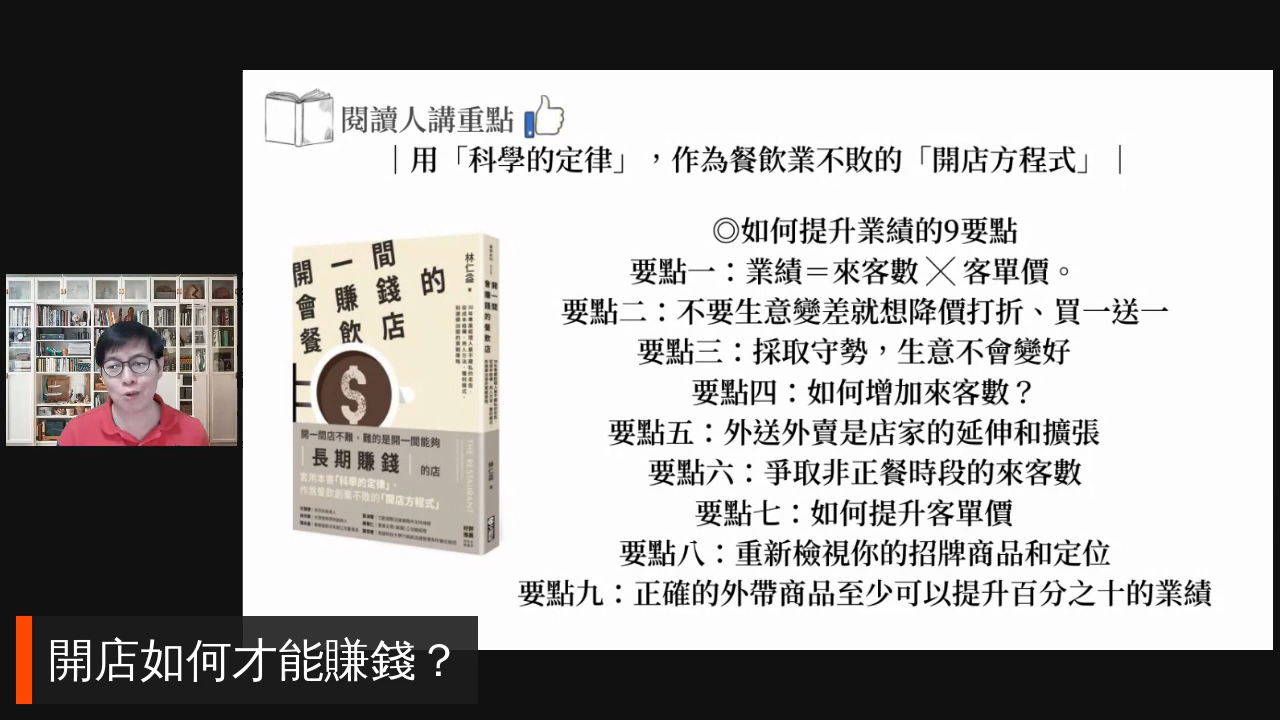 閱讀人講重點
｜用「科學的定律」，作為餐飲業不敗的「開店方程式」｜
◎如何提升業績的9要點
要點一：業績＝來客數╳客單價。
要點二：不要生意變差就想降價打折、買一送一
要點三：採取守勢，生意不會變好
要點四：如何增加來客數？
要點五：外送外賣是店家的延伸和擴張
要點六：爭取非正餐時段的來客數
要點七：如何提升客單價
要點八：重新檢視你的招牌商品和定位
要點九：正確的外帶商品至少可以提升百分之十的業績
開一間
會賺錢的
餐飲店
林仁斌
開一間店不難，難的是開一間能夠
｜長期賺錢｜的店
套用本書「科學的定律」，
作為餐飲創業不敗的「開店方程式」
THE RESTAURANT
好評推薦
開店如何才能賺錢？